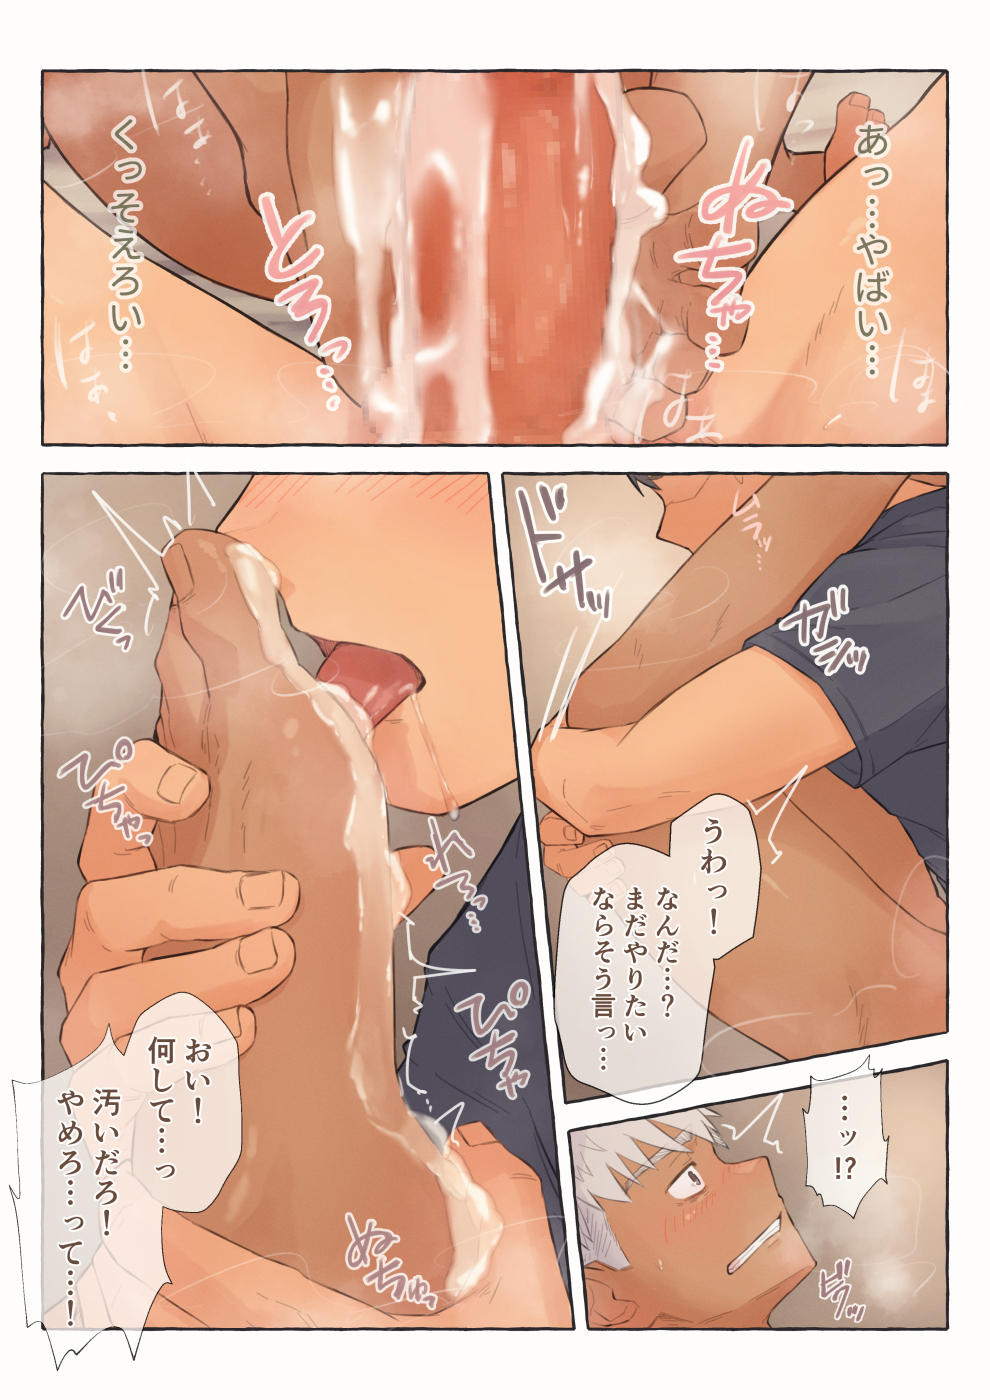 あっ…やばい…
ねちゃ…
とろっ…
くっそえろい…
はぁ、
はぁ、
はぁ
はぁ
ドサッ
ガシッ
うわっ！
なんだ…？
まだやりたい
ならそう言っ…
…ッ!?
ビクッ
びくっ
ぴちゃっ
れろっ…
ぴちゃ
ぬちゅっ
おい！
何して…っ
汚いだろ！
やめろ…って…！